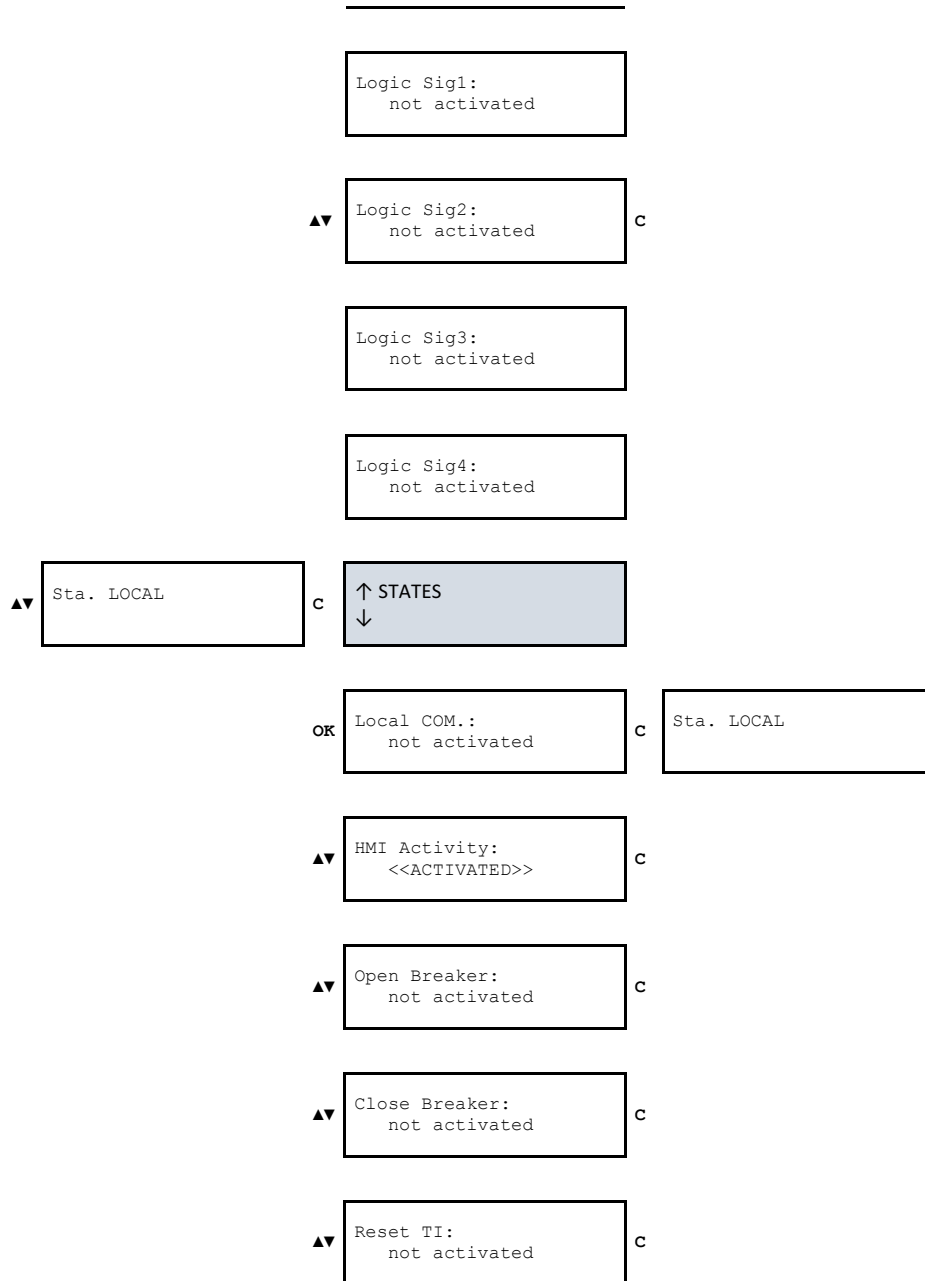 Logic Sig1:
not activated
▲▼
Logic Sig2:
not activated
C
Logic Sig3:
not activated
Logic Sig4:
not activated
▲▼
Sta. LOCAL
C
↑ STATES
↓
OK
Local COM.:
not activated
C
Sta. LOCAL
▲▼
HMI Activity:
<<ACTIVATED>>
C
▲▼
Open Breaker:
not activated
C
▲▼
Close Breaker:
not activated
C
▲▼
Reset TI:
not activated
C